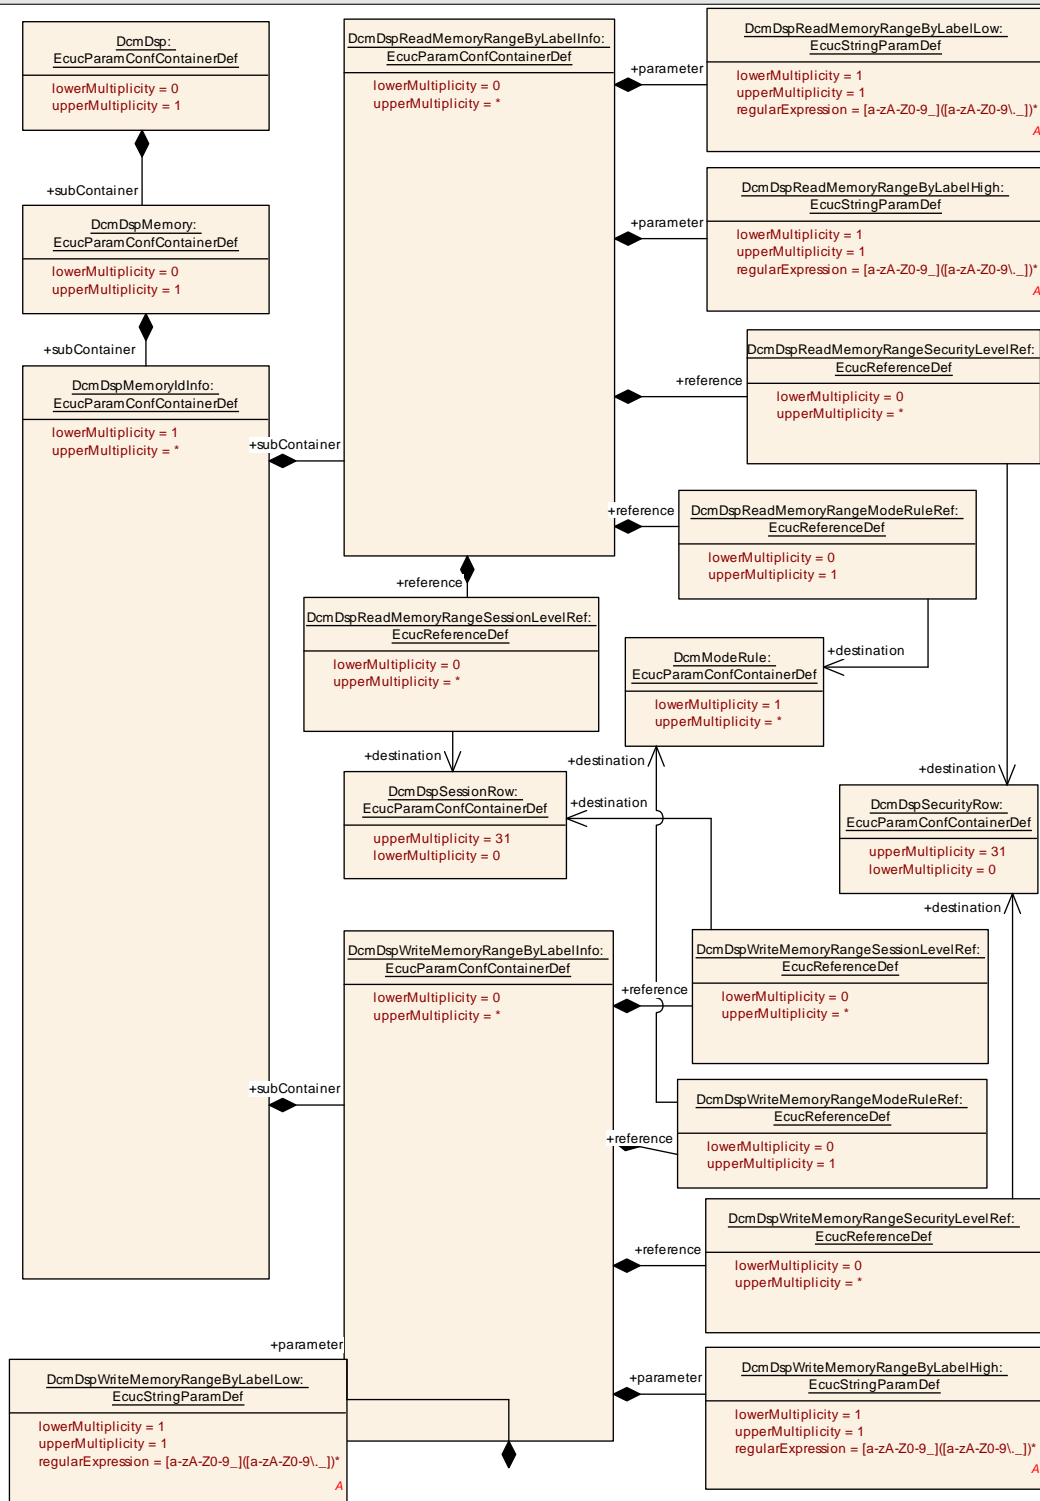 DcmDsp:
EcucParamConfContainerDef
lowerMultiplicity = 0
upperMultiplicity = 1
+subContainer
DcmDspMemory:
EcucParamConfContainerDef
lowerMultiplicity = 0
upperMultiplicity = 1
+subContainer
DcmDspMemoryIdInfo:
EcucParamConfContainerDef
lowerMultiplicity = 1
upperMultiplicity = *
+subContainer
DcmDspReadMemoryRangeByLabelInfo:
EcucParamConfContainerDef
lowerMultiplicity = 0
upperMultiplicity = *
+parameter
DcmDspReadMemoryRangeByLabelLow:
EcucStringParamDef
lowerMultiplicity = 1
upperMultiplicity = 1
regularExpression = [a-zA-Z0-9_]([a-zA-Z0-9\._])*
A
+parameter
DcmDspReadMemoryRangeByLabelHigh:
EcucStringParamDef
lowerMultiplicity = 1
upperMultiplicity = 1
regularExpression = [a-zA-Z0-9_]([a-zA-Z0-9\._])*
A
+reference
DcmDspReadMemoryRangeSecurityLevelRef:
EcucReferenceDef
lowerMultiplicity = 0
upperMultiplicity = *
+reference
DcmDspReadMemoryRangeModeRuleRef:
EcucReferenceDef
lowerMultiplicity = 0
upperMultiplicity = 1
+reference
DcmDspReadMemoryRangeSessionLevelRef:
EcucReferenceDef
lowerMultiplicity = 0
upperMultiplicity = *
+destination
DcmModeRule:
EcucParamConfContainerDef
lowerMultiplicity = 1
upperMultiplicity = *
+destination
+destination
+destination
DcmDspSessionRow:
EcucParamConfContainerDef
upperMultiplicity = 31
lowerMultiplicity = 0
+destination
DcmDspSecurityRow:
EcucParamConfContainerDef
upperMultiplicity = 31
lowerMultiplicity = 0
+destination
DcmDspWriteMemoryRangeByLabelInfo:
EcucParamConfContainerDef
lowerMultiplicity = 0
upperMultiplicity = *
+reference
DcmDspWriteMemoryRangeSessionLevelRef:
EcucReferenceDef
lowerMultiplicity = 0
upperMultiplicity = *
+subContainer
+reference
DcmDspWriteMemoryRangeModeRuleRef:
EcucReferenceDef
lowerMultiplicity = 0
upperMultiplicity = 1
+reference
DcmDspWriteMemoryRangeSecurityLevelRef:
EcucReferenceDef
lowerMultiplicity = 0
upperMultiplicity = *
+parameter
DcmDspWriteMemoryRangeByLabelLow:
EcucStringParamDef
lowerMultiplicity = 1
upperMultiplicity = 1
regularExpression = [a-zA-Z0-9_]([a-zA-Z0-9\._])*
A
+parameter
DcmDspWriteMemoryRangeByLabelHigh:
EcucStringParamDef
lowerMultiplicity = 1
upperMultiplicity = 1
regularExpression = [a-zA-Z0-9_]([a-zA-Z0-9\._])*
A